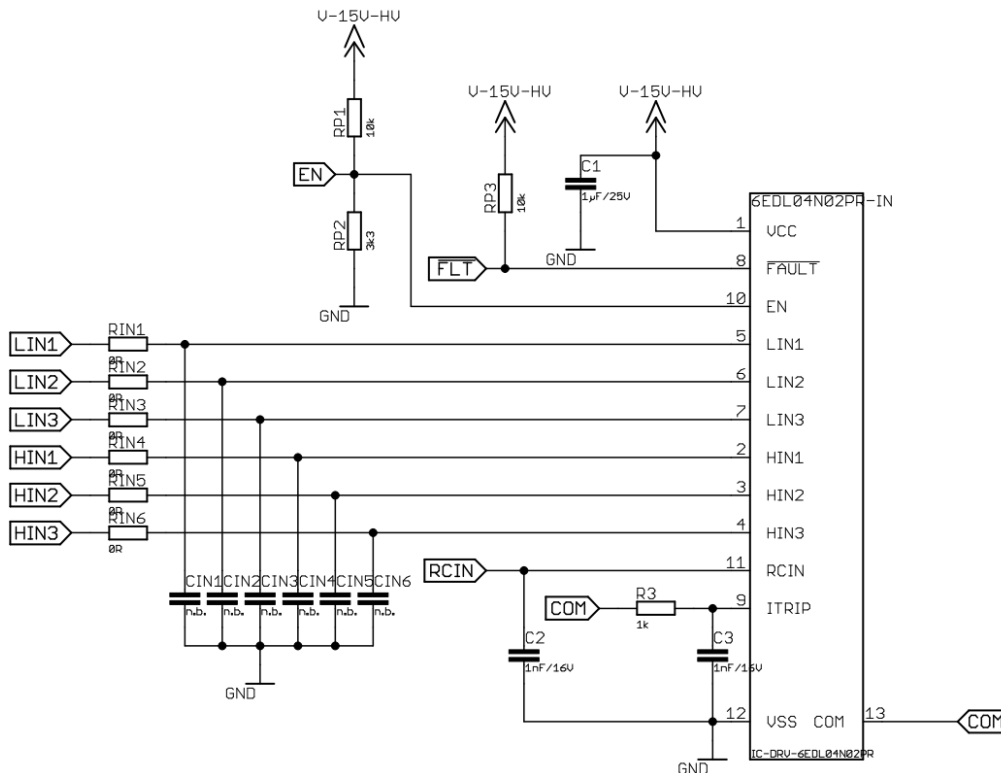 V-15V-HV
RP1
10k
EN
RP2
3k3
GND
V-15V-HV
RP3
10k
FLT
V-15V-HV
C1
1µF/25V
GND
6EDL04N02PR-IN
1 VCC
8 FAULT
10 EN
5 LIN1
6 LIN2
7 LIN3
2 HIN1
3 HIN2
4 HIN3
11 RCIN
9 ITRIP
12 VSS COM 13
IC-DRV-6EDL04N02PR
LIN1
RIN1
0R
LIN2
RIN2
0R
LIN3
RIN3
0R
HIN1
RIN4
0R
HIN2
RIN5
0R
HIN3
RIN6
0R
CIN1 CIN2 CIN3 CIN4 CIN5 CIN6
n.b. n.b. n.b. n.b. n.b. n.b.
GND
RCIN
COM
R3
1k
C2
1nF/16V
C3
1nF/16V
GND
COM